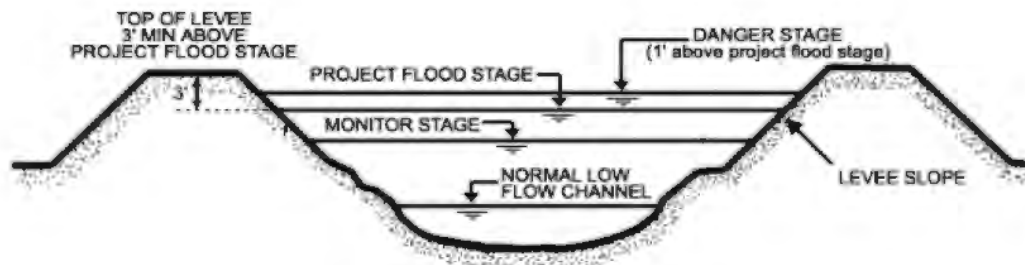 TOP OF LEVEE
3' MIN ABOVE
PROJECT FLOOD STAGE
DANGER STAGE
(1' above project flood stage)
PROJECT FLOOD STAGE
3'
MONITOR STAGE
NORMAL LOW
FLOW CHANNEL
LEVEE SLOPE